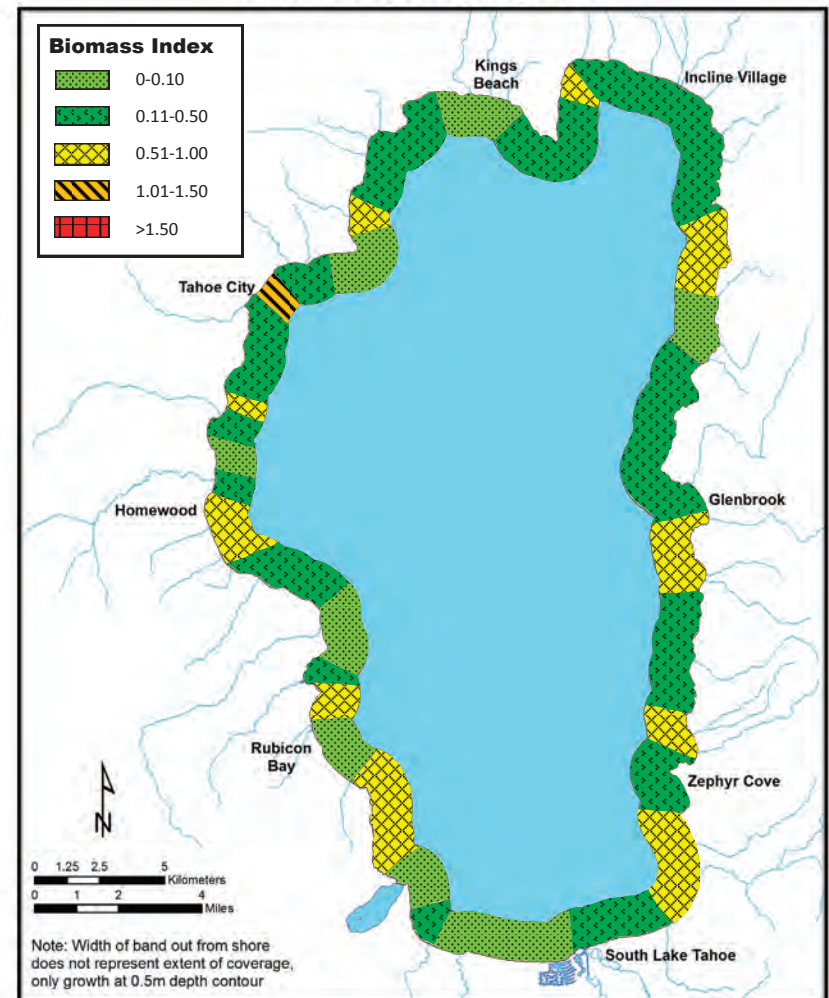 Biomass Index
0-0.10
0.11-0.50
0.51-1.00
1.01-1.50
>1.50
Kings
Beach
Incline Village
Tahoe City
Glenbrook
Homewood
Rubicon
Bay
Zephyr Cove
South Lake Tahoe
N
0 1.25 2.5 5
Kilometers
0 1 2 4
Miles
Note: Width of band out from shore
does not represent extent of coverage,
only growth at 0.5m depth contour